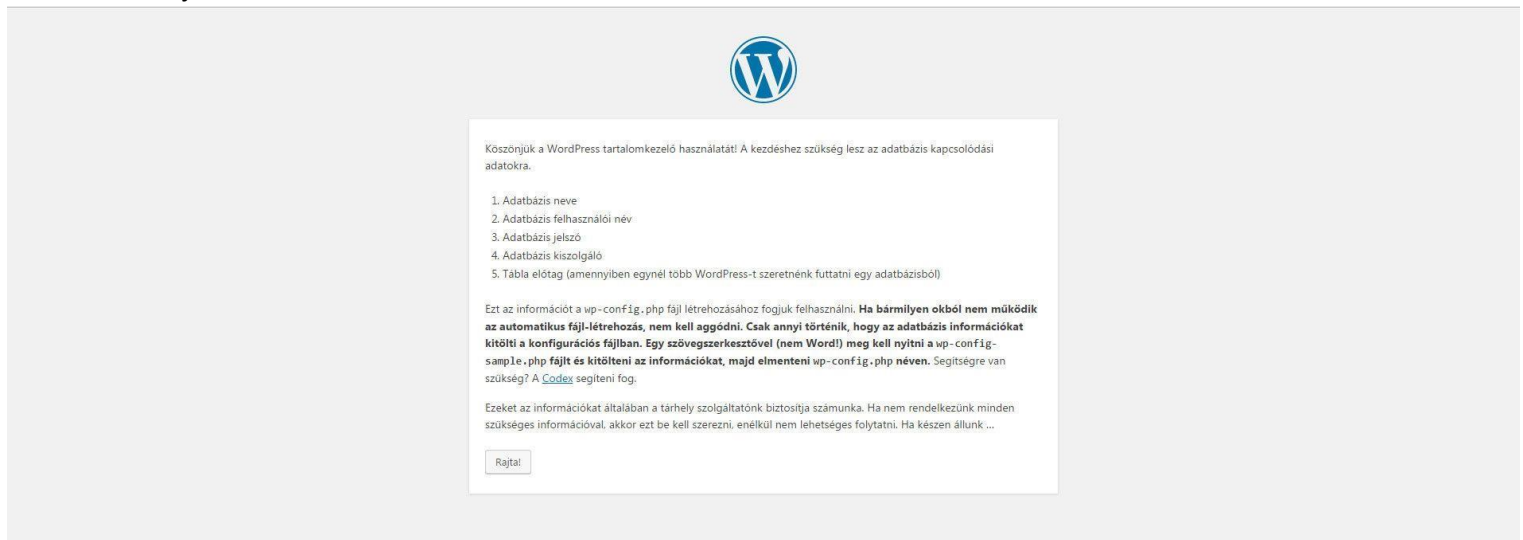 Köszönjük a WordPress tartalomkezelő használatát! A kezdéshez szükség lesz az adatbázis kapcsolódási
adatokra.
1. Adatbázis neve
2. Adatbázis felhasználói név
3. Adatbázis jelszó
4. Adatbázis kiszolgáló
5. Tábla előtag (amennyiben egynél több WordPress-t szeretnénk futtatni egy adatbázisból)
Ezt az információt a wp-config.php fájl létrehozásához fogjuk felhasználni. Ha bármilyen okból nem működik
az automatikus fájl-létrehozás, nem kell aggódni. Csak annyi történik, hogy az adatbázis információkat
kitölti a konfigurációs fájlban. Egy szövegszerkesztővel (nem Word!) meg kell nyitni a wp-config-
sample.php fájlt és kitölteni az információkat, majd elmenteni wp-config.php néven. Segítségre van
szükség? A Codex segíteni fog.
Ezeket az információkat általában a tárhely szolgáltatónk biztosítja számunka. Ha nem rendelkezünk minden
szükséges információval, akkor ezt be kell szerezni, enélkül nem lehetséges folytatni. Ha készen állunk ...
Rajta!